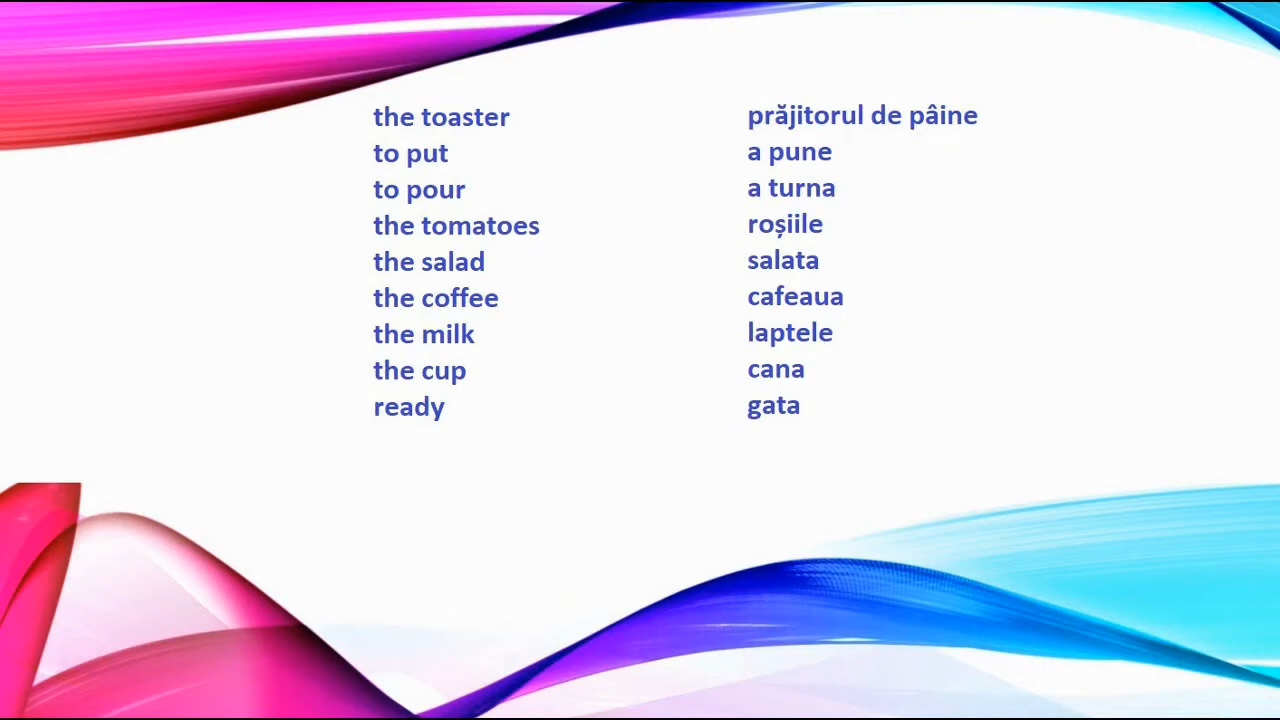 the toaster prăjitorul de pâine
to put a pune
to pour a turna
the tomatoes roșiile
the salad salata
the coffee cafeaua
the milk laptele
the cup cana
ready gata